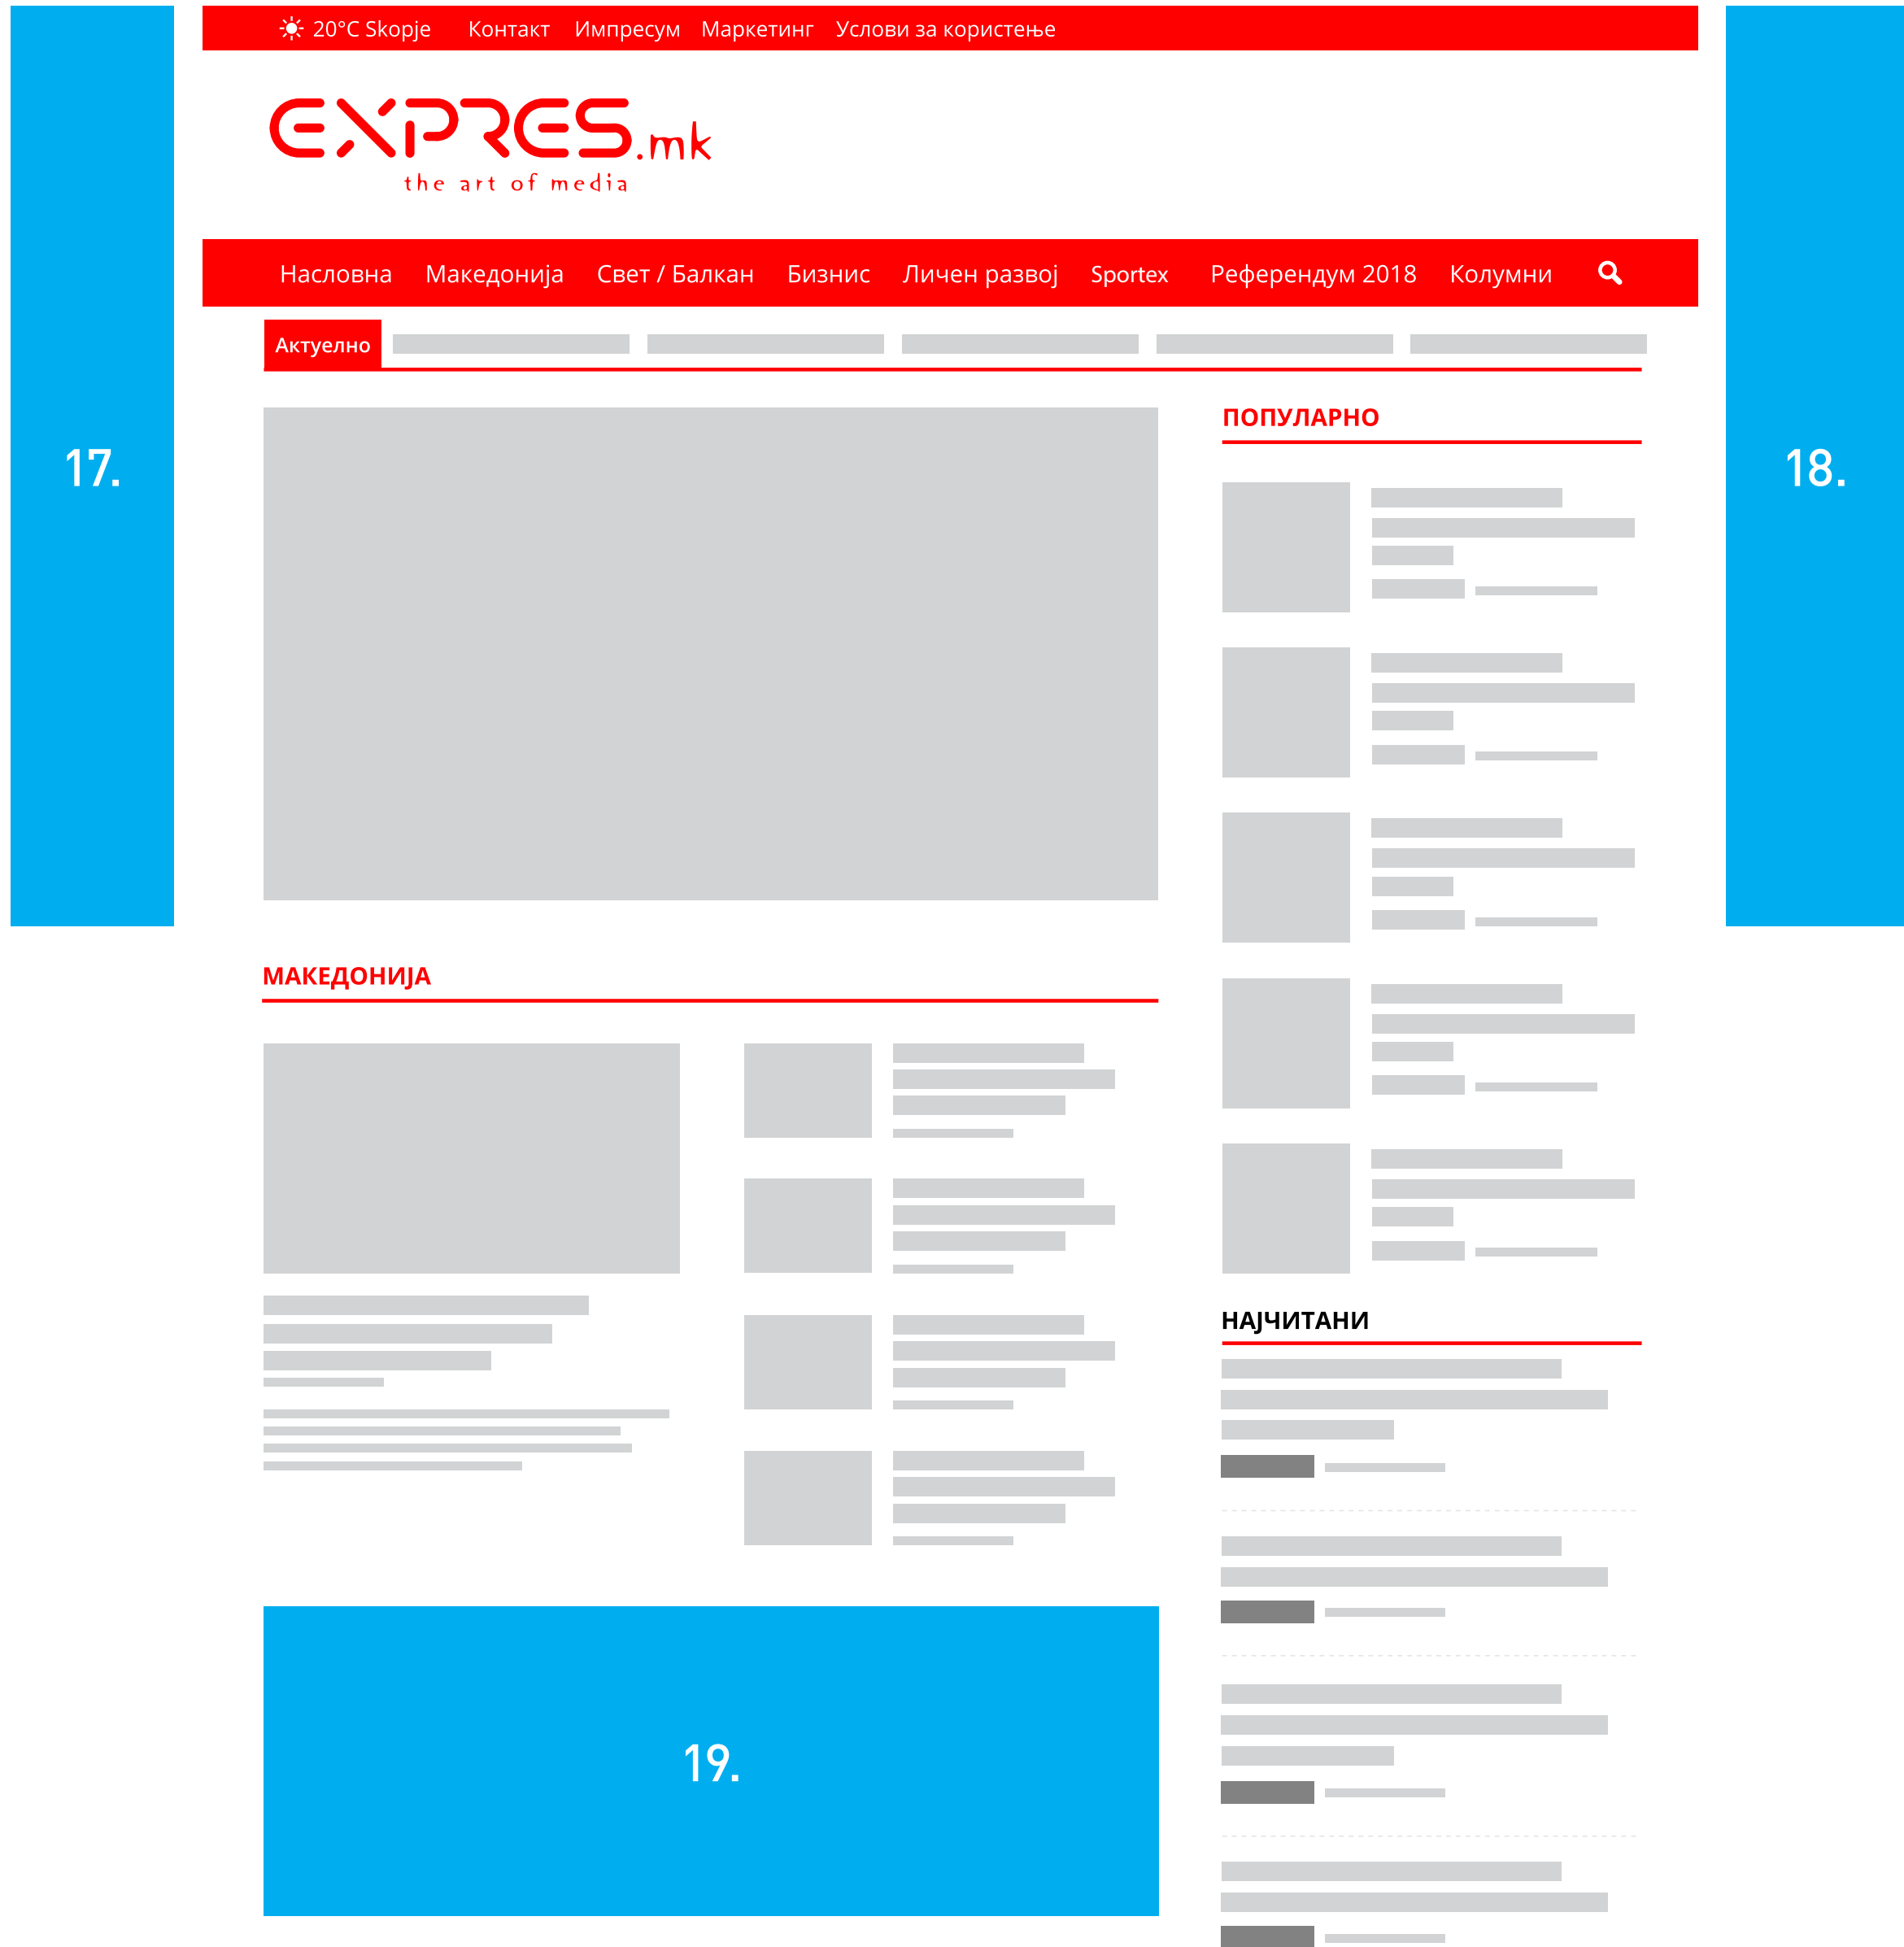 20°C Skopje Контакт Импресум Маркетинг Услови за користење
EXPRES.mk
the art of media
Насловна Македонија Свет / Балкан Бизнис Личен развој Sportex Референдум 2018 Колумни
Актуелно
ПОПУЛАРНО
17.
18.
МАКЕДОНИЈА
НАЈЧИТАНИ
19.